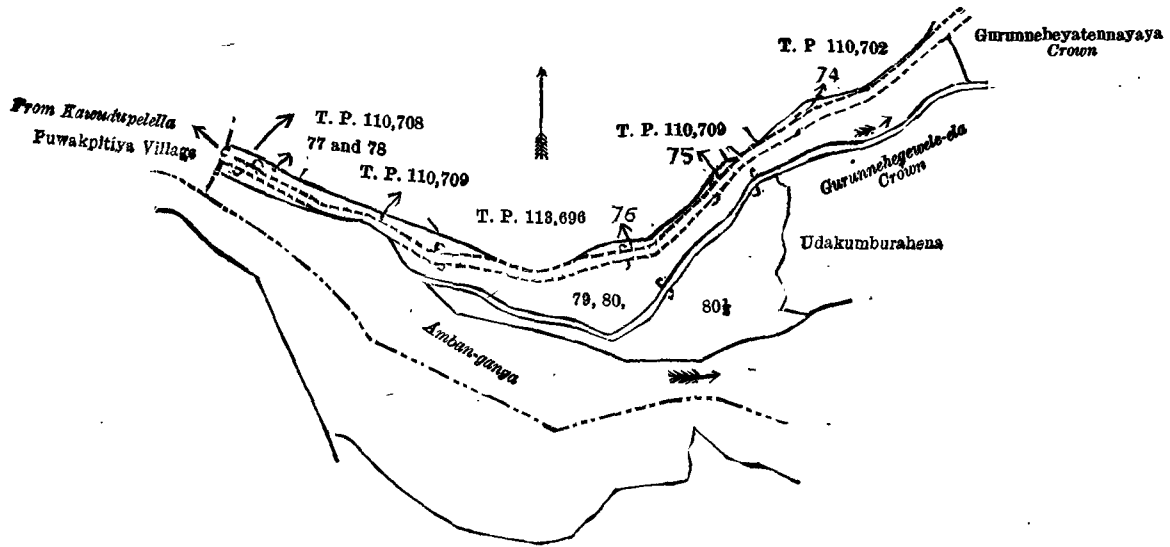 T. P 110,702
Gurunneheyatennayaya
Crown
74
From Kawudupelella
Puwakpitiya Village
T. P. 110,708
77 and 78
T. P. 110,709
T. P. 110,709
75
Gurunnehegewele-ela
Crown
T. P. 113,696
76
Udakumburahena
79, 80,
80½
Amban-ganga